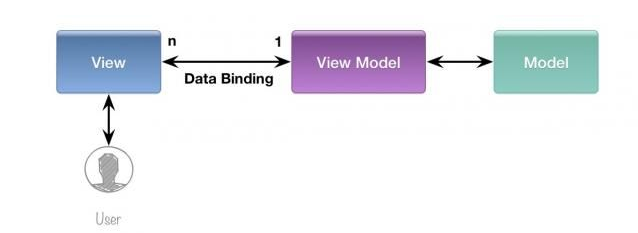 n
1
View
View Model
Model
Data Binding
User